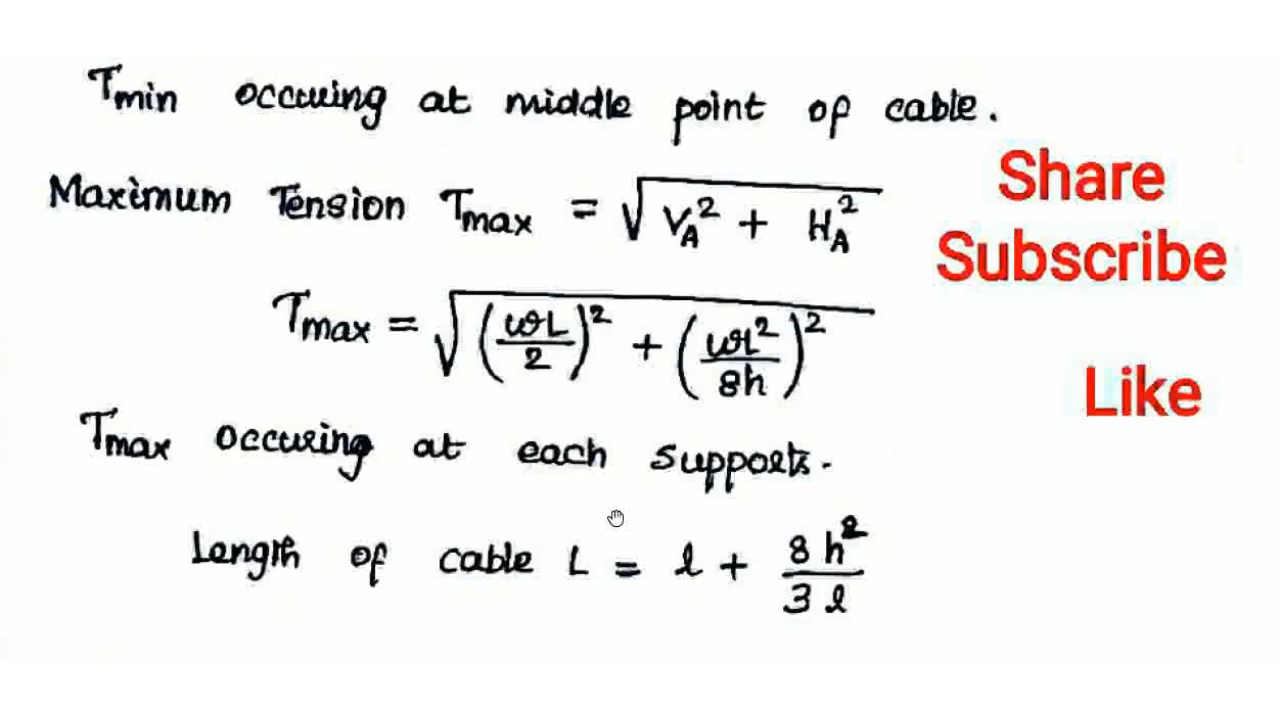 Tmin occuring at middle point of cable.
Maximum Tension Tmax = √(VA² + HA²)
Share
Subscribe
Tmax = √((wL/2)² + (wL²/8h)²)
Like
Tmax occuring at each supports.
Length of cable L = l + 8h²/3l